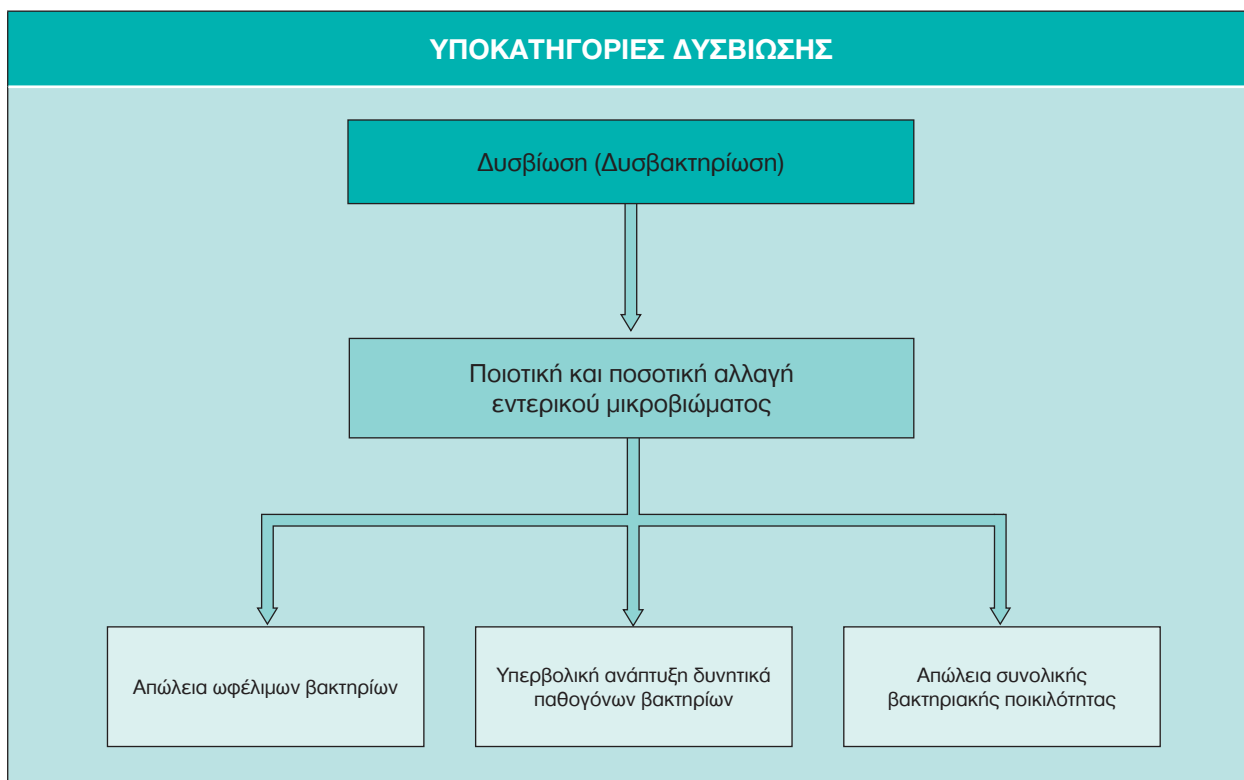 ΥΠΟΚΑΤΗΓΟΡΙΕΣ ΔΥΣΒΙΩΣΗΣ
Δυσβίωση (Δυσβακτηρίωση)
Ποιοτική και ποσοτική αλλαγή
εντερικού μικροβιώματος
Απώλεια ωφέλιμων βακτηρίων
Υπερβολική ανάπτυξη δυνητικά
παθογόνων βακτηρίων
Απώλεια συνολικής
βακτηριακής ποικιλότητας